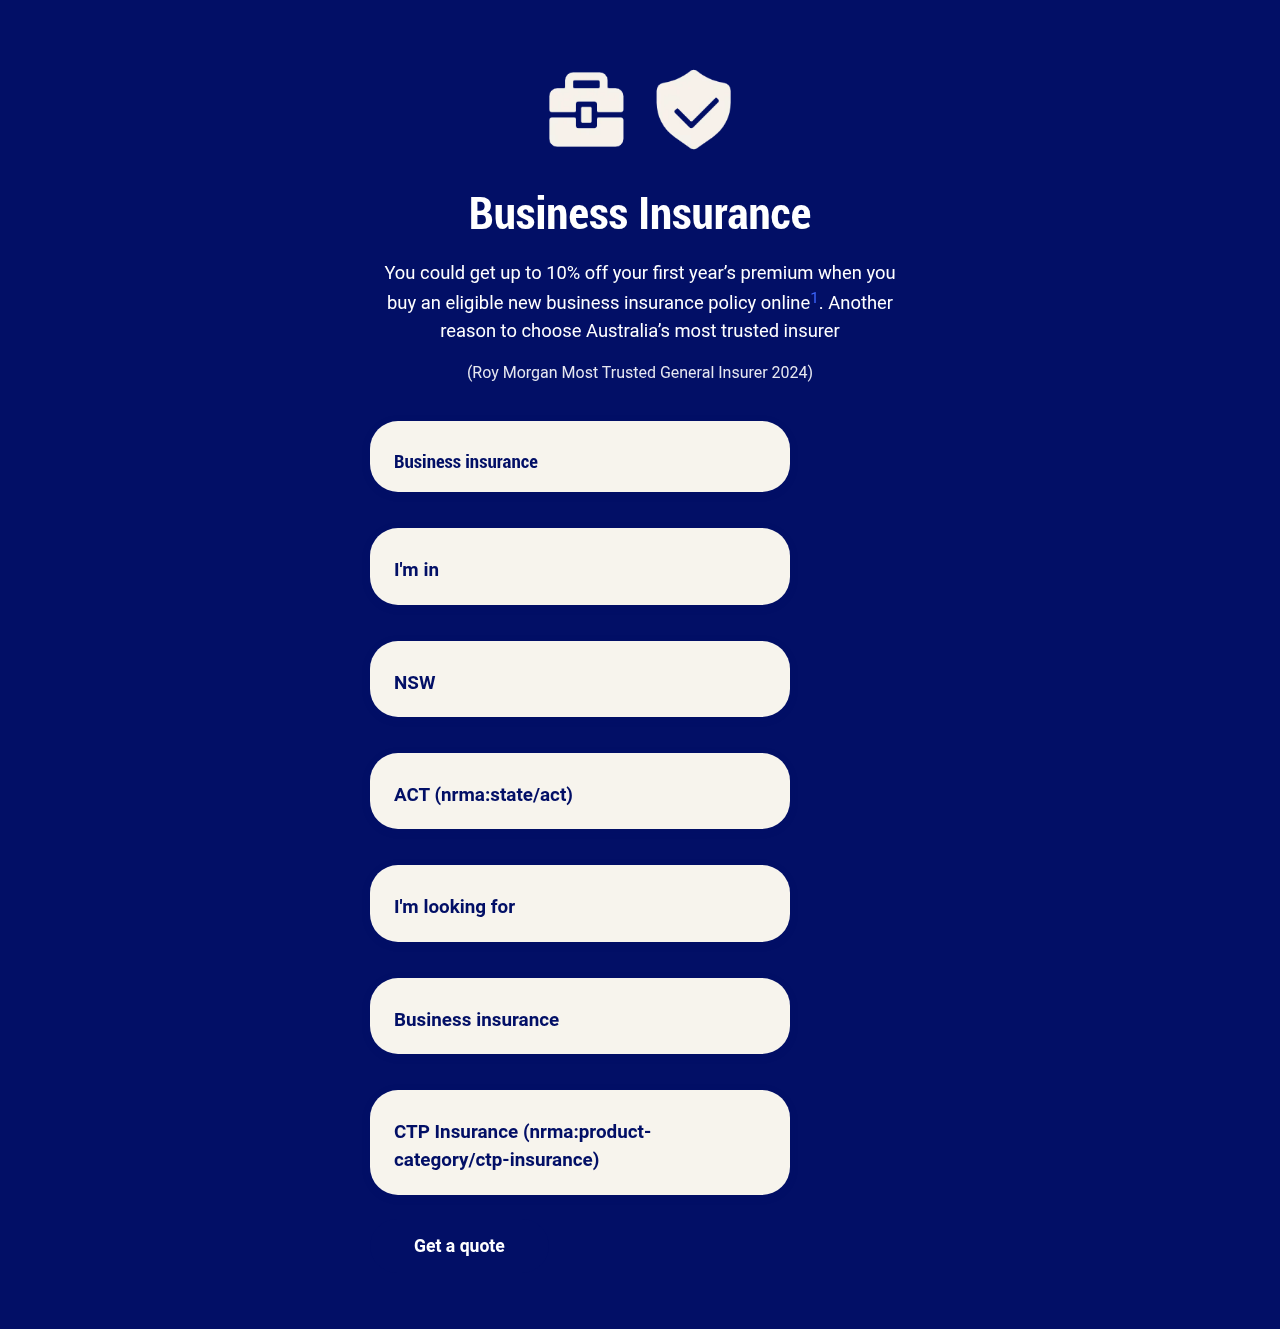 Business Insurance
You could get up to 10% off your first year’s premium when you
buy an eligible new business insurance policy online1. Another
reason to choose Australia’s most trusted insurer
(Roy Morgan Most Trusted General Insurer 2024)
Business insurance
I'm in
NSW
ACT (nrma:state/act)
I'm looking for
Business insurance
CTP Insurance (nrma:product-
category/ctp-insurance)
Get a quote